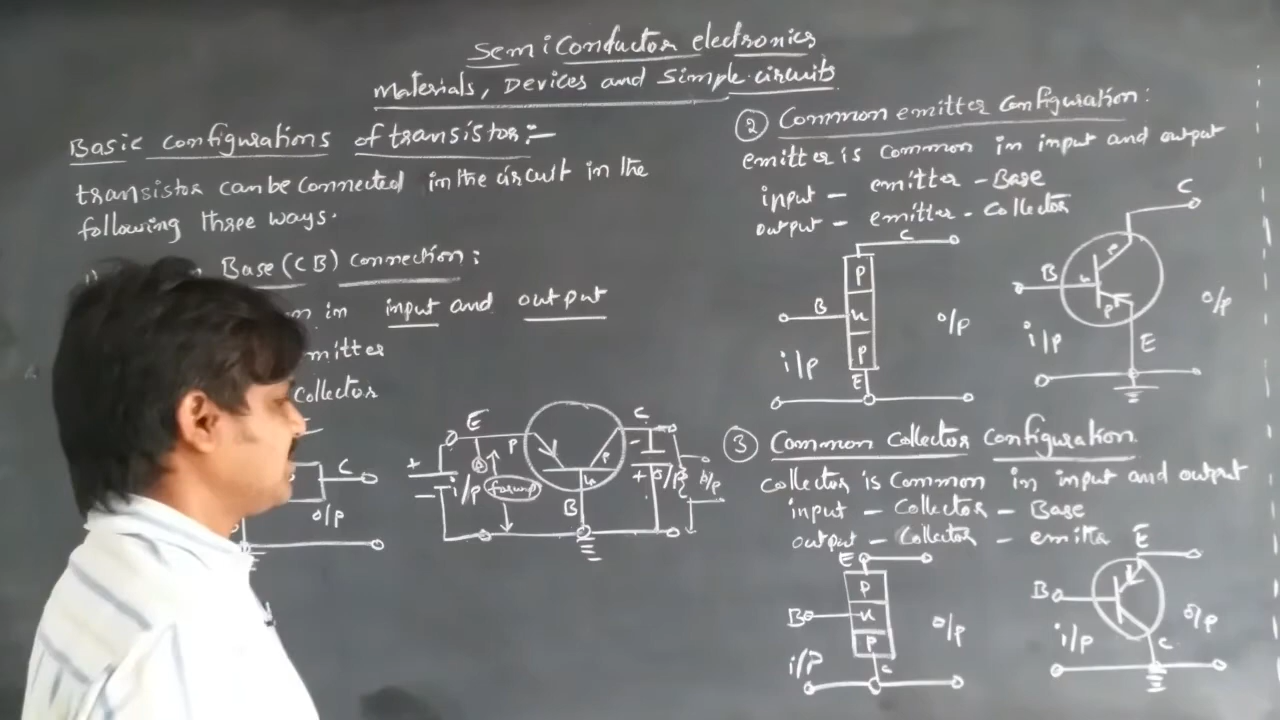 Semiconductor electronics
materials, Devices and Simple circuits
Basic configurations of transistor:-
transistor can be connected in the circuit in the
following three ways.
Base (CB) connection:
in input and output
mitter
Collector
C
o/p
E
C
P
P
n
B
+
-
i/p
-
+
o/p
② Common emitter Configuration:
emitter is common in input and output
input - emitter - Base
output - emitter - Collector
C
P
B
n
P
E
i/p
o/p
C
B
P
n
P
E
i/p
o/p
③ Common Collector Configuration.
Collector is Common in input and output
input - Collector - Base
output - Collector - emitter
E
P
B
n
P
C
i/p
o/p
E
B
C
i/p
o/p